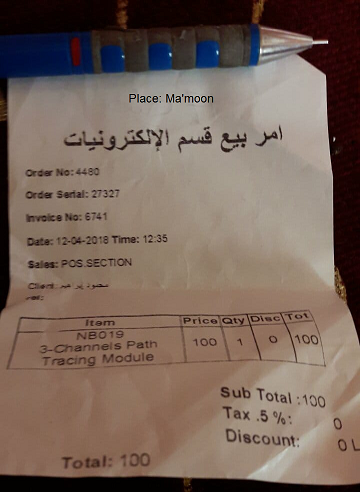 Place: Ma'moon
امر بيع قسم الإلكترونيات
Order No: 4480
Order Serial: 27327
Invoice No: 6741
Date: 12-04-2018 Time: 12:35
Sales: POS.SECTION
Client:
Item Price Qty Disc Tot
NB019
3-Channels Path
Tracing Module 100 1 0 100
Sub Total :100
Tax .5 %: 0
Discount: 0 L
Total: 100